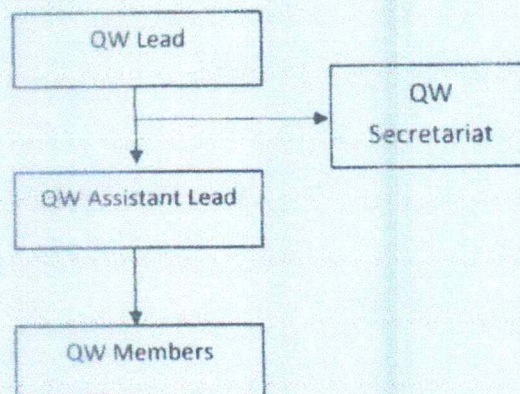 QW Lead
QW
Secretariat
QW Assistant Lead
QW Members